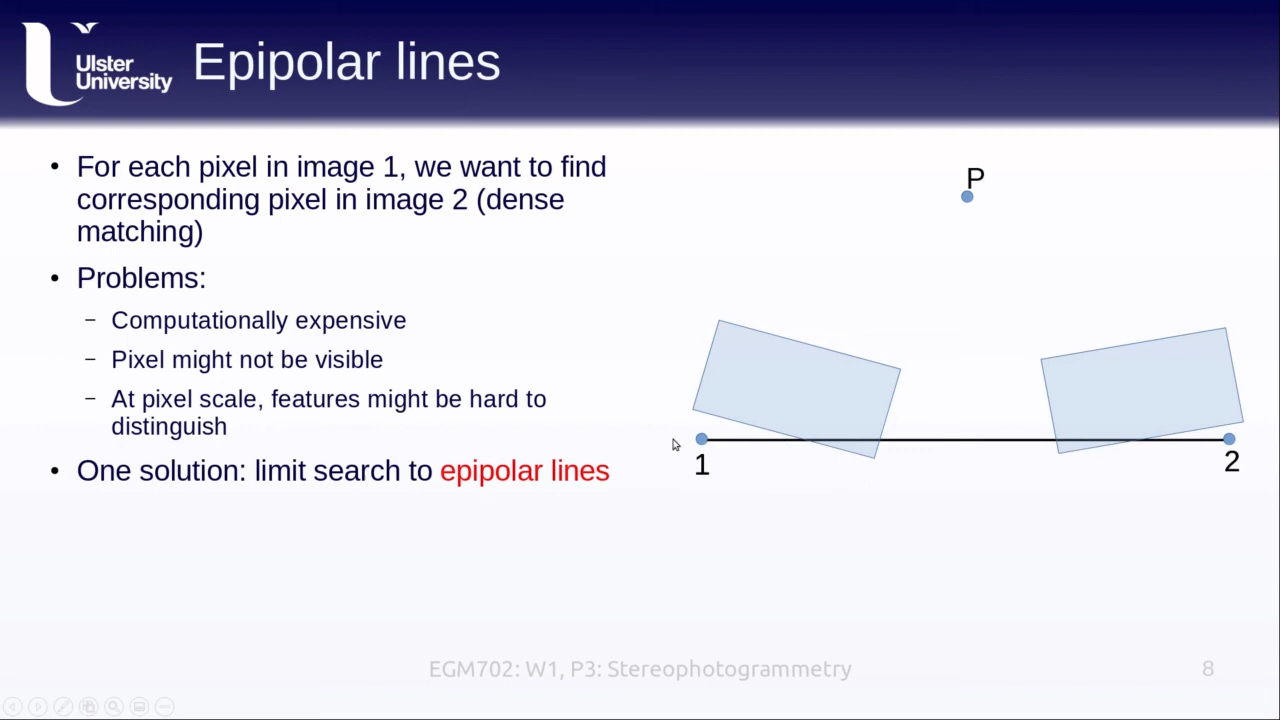 Ulster
University
Epipolar lines
• For each pixel in image 1, we want to find
corresponding pixel in image 2 (dense
matching)
• Problems:
– Computationally expensive
– Pixel might not be visible
– At pixel scale, features might be hard to
distinguish
• One solution: limit search to epipolar lines
P
1
2
EGM702: W1, P3: Stereophotogrammetry
8